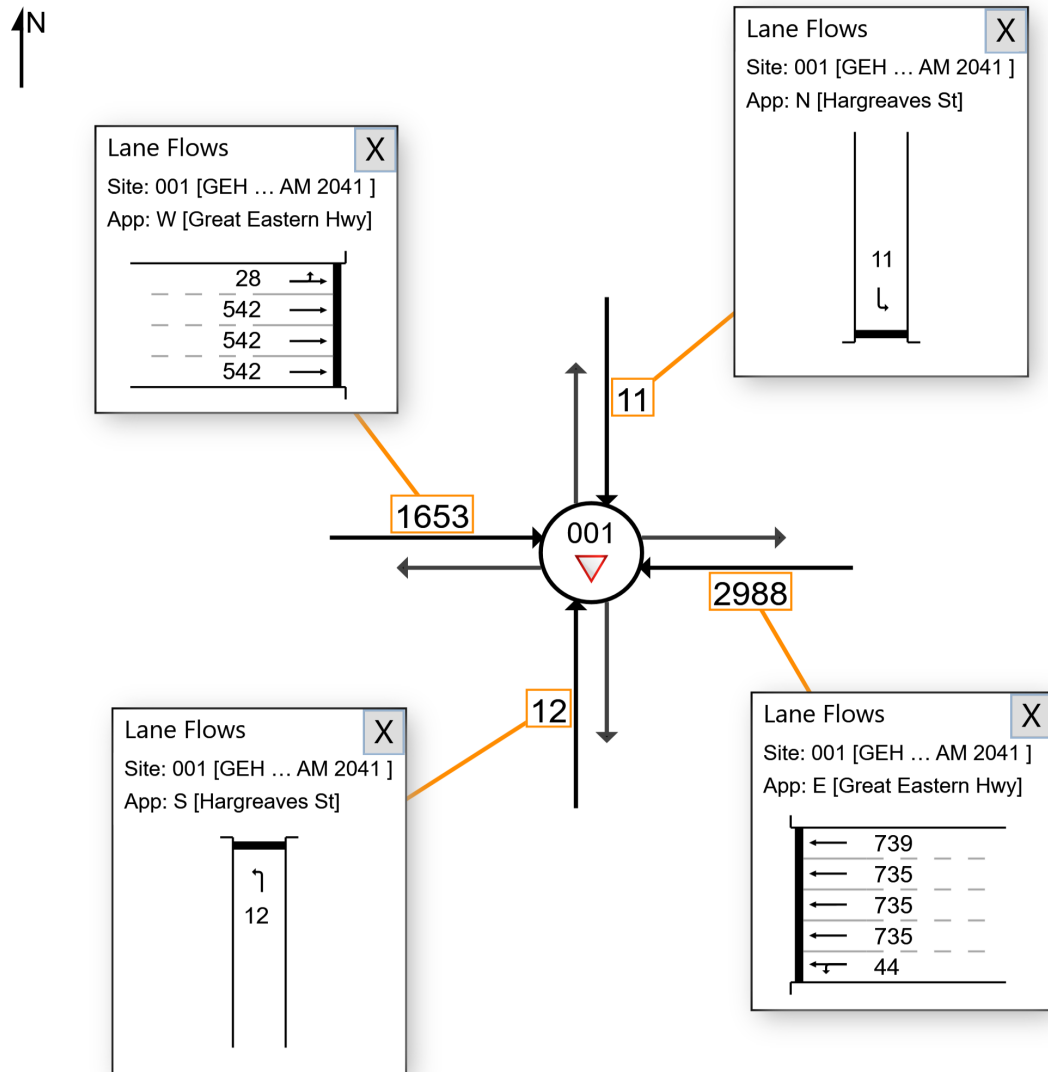 N
Lane Flows
X
Site: 001 [GEH ... AM 2041 ]
App: N [Hargreaves St]
11
Lane Flows
X
Site: 001 [GEH ... AM 2041 ]
App: W [Great Eastern Hwy]
28
542
542
542
11
1653
001
2988
12
Lane Flows
X
Site: 001 [GEH ... AM 2041 ]
App: S [Hargreaves St]
12
Lane Flows
X
Site: 001 [GEH ... AM 2041 ]
App: E [Great Eastern Hwy]
739
735
735
735
44